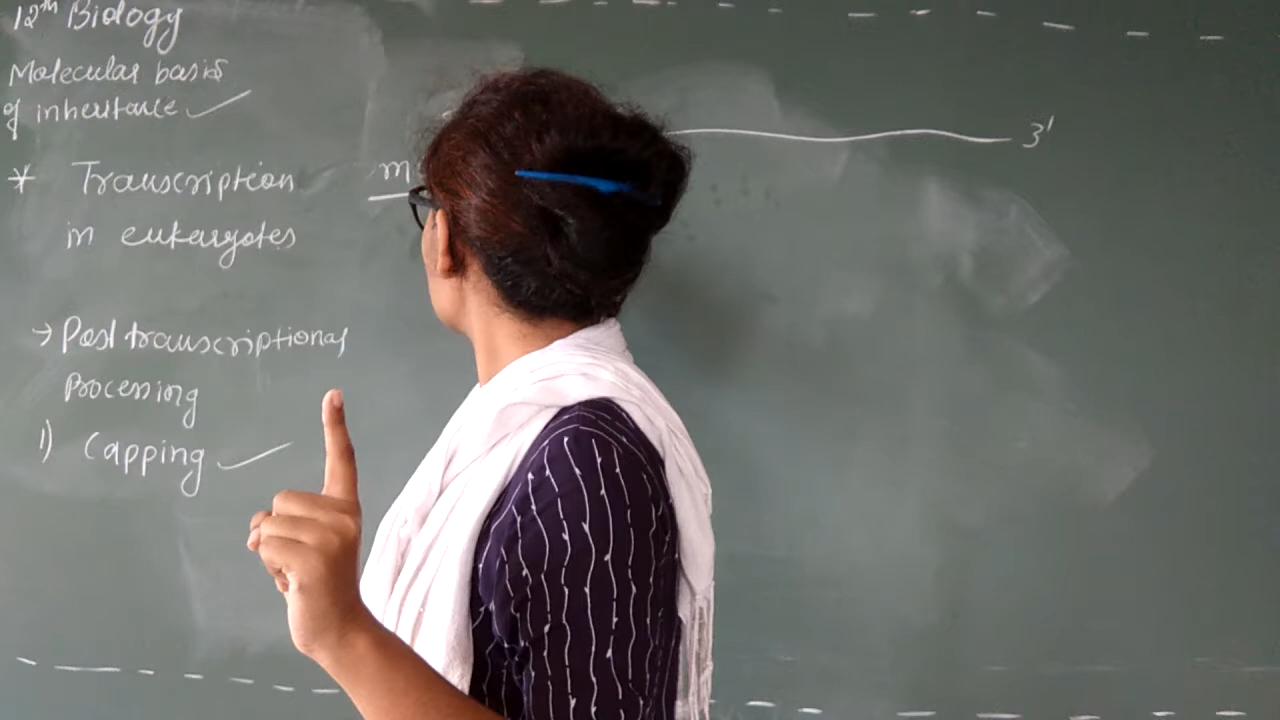 12th Biology
Molecular basis
of inheritance
3'
* Transcription
in eukaryotes
m
→ Post transcriptional
Processing
1) Capping